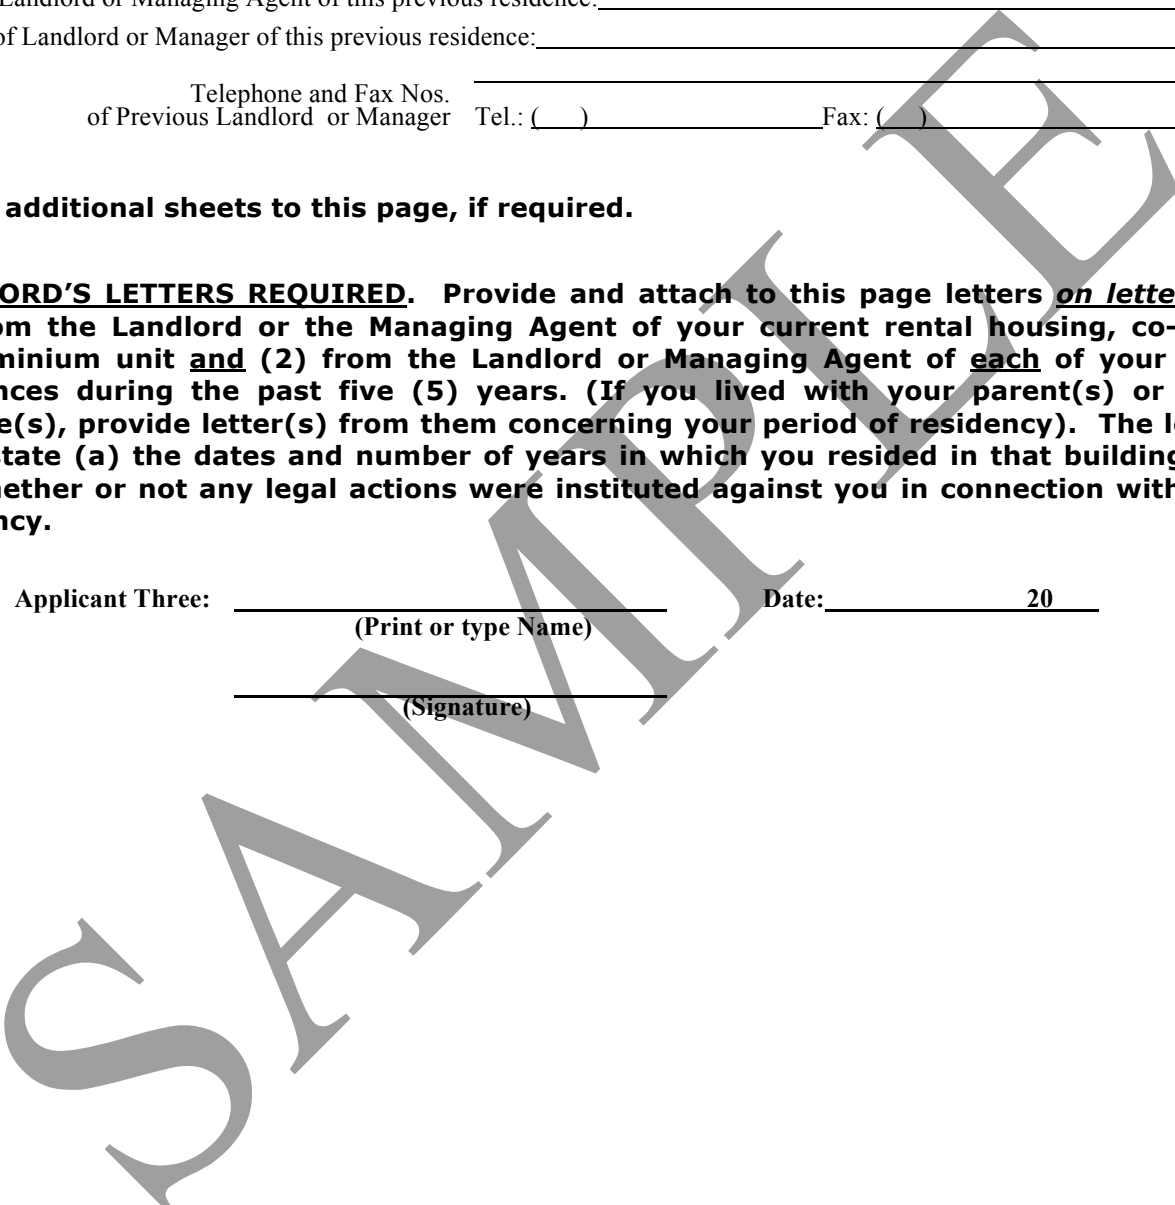 Landlord or Managing Agent of this previous residence:
of Landlord or Manager of this previous residence:
Telephone and Fax Nos.
of Previous Landlord or Manager Tel.: ( ) Fax: ( )
additional sheets to this page, if required.
ORD’S LETTERS REQUIRED. Provide and attach to this page letters on lette
om the Landlord or the Managing Agent of your current rental housing, co-
minium unit and (2) from the Landlord or Managing Agent of each of your
nces during the past five (5) years. (If you lived with your parent(s) or
e(s), provide letter(s) from them concerning your period of residency). The l
state (a) the dates and number of years in which you resided in that building
hether or not any legal actions were instituted against you in connection with
ncy.
Applicant Three: Date: 20
(Print or type Name)
(Signature)
SAMPLE